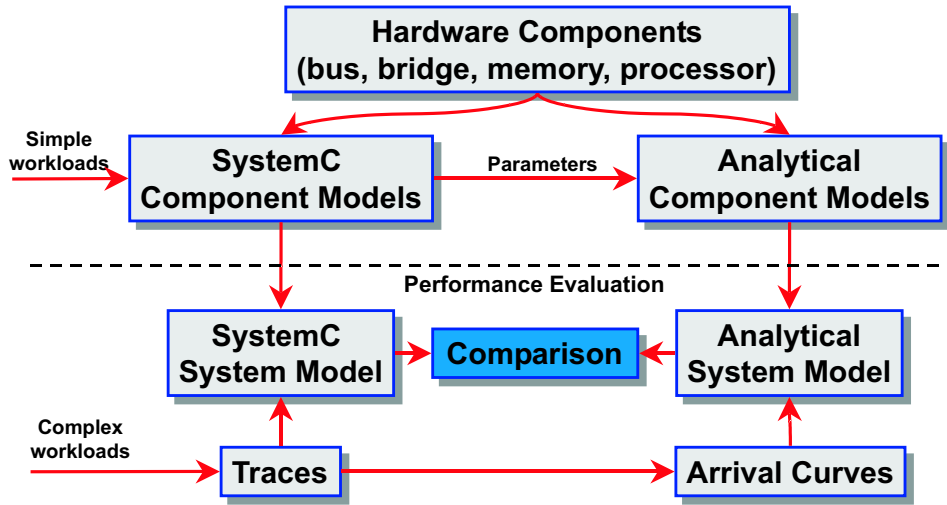 Hardware Components
(bus, bridge, memory, processor)
Simple
workloads
SystemC
Component Models
Parameters
Analytical
Component Models
Performance Evaluation
SystemC
System Model
Comparison
Analytical
System Model
Complex
workloads
Traces
Arrival Curves